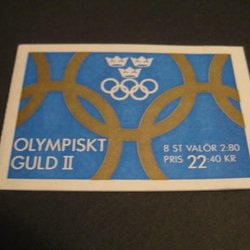 OLYMPISKT
GULD II
8 ST VALÖR 2:80
PRIS 22:40 KR